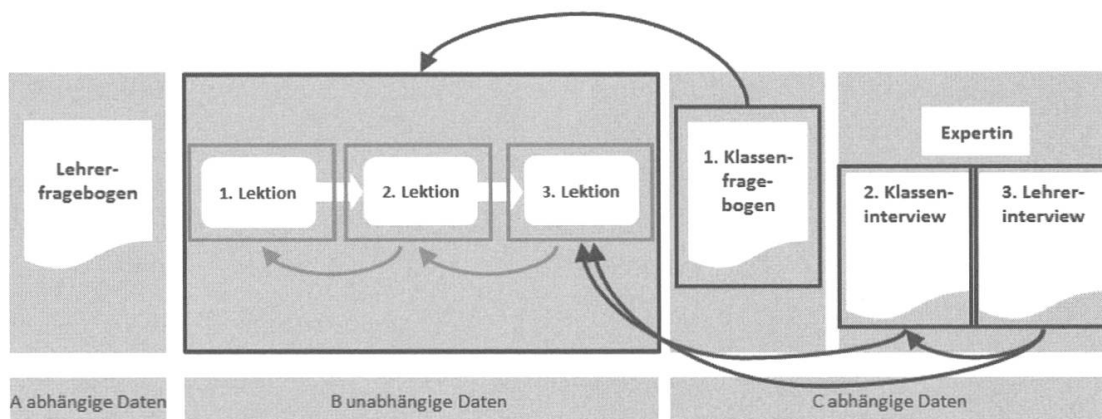 Lehrer-
fragebogen
1. Lektion
2. Lektion
3. Lektion
1. Klassen-
frage-
bogen
Expertin
2. Klassen-
interview
3. Lehrer-
interview
A abhängige Daten
B unabhängige Daten
C abhängige Daten